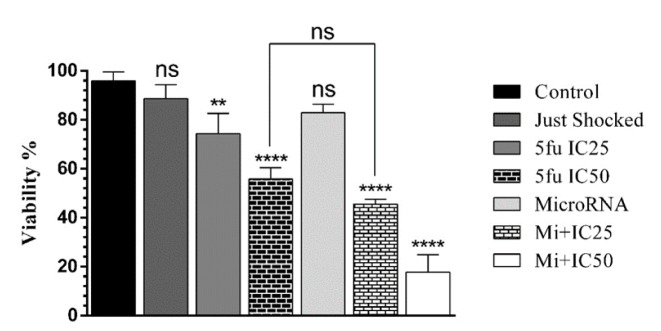 ns
100
ns
ns
80
**
60
****
****
40
****
20
0
Viability %
Control
Just Shocked
5fu IC25
5fu IC50
MicroRNA
Mi+IC25
Mi+IC50